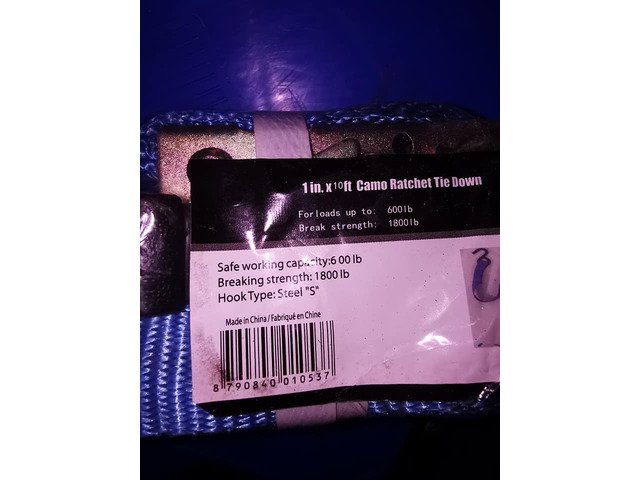 1 in. x 10ft Camo Ratchet Tie Down
For loads up to: 600lb
Break strength: 1800lb
Safe working capacity:6 00 lb
Breaking strength: 1800 lb
Hook Type: Steel "S"
Made in China / Fabriqué en Chine
8 790840 010537